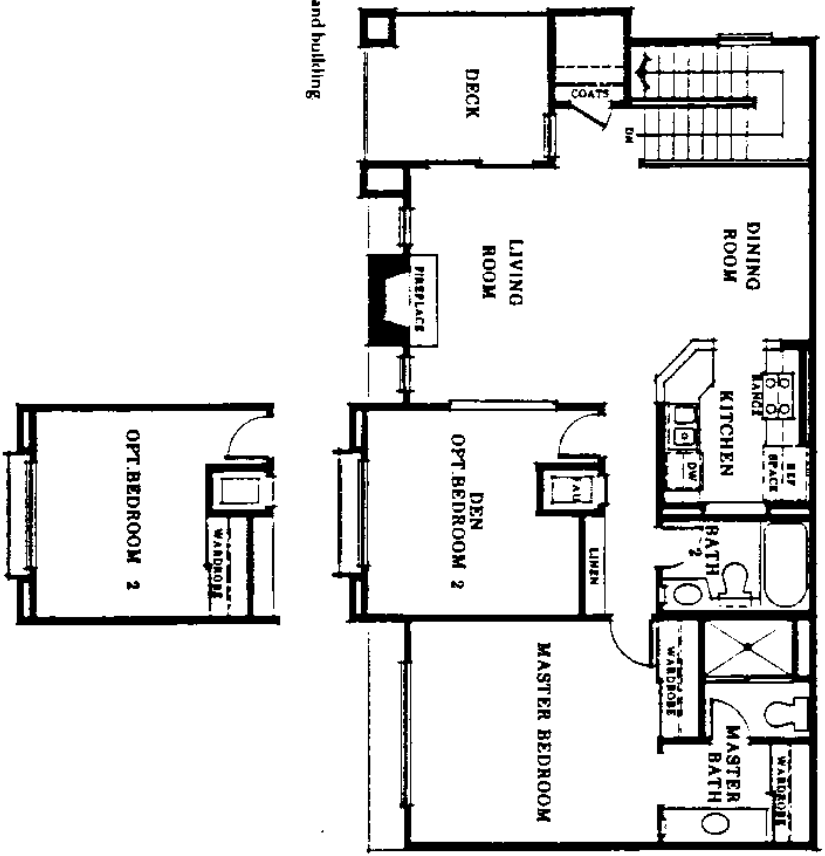 and building
DECK
COATS
DN
DINING
ROOM
LIVING
ROOM
FIREPLACE
KITCHEN
RANGE
REF
SPACE
DW
DEN
OPT.BEDROOM 2
FAU
LINEN
BATH
2
WARDROBE
MASTER BEDROOM
MASTER
BATH
WARDROBE
OPT.BEDROOM 2
WARDROBE